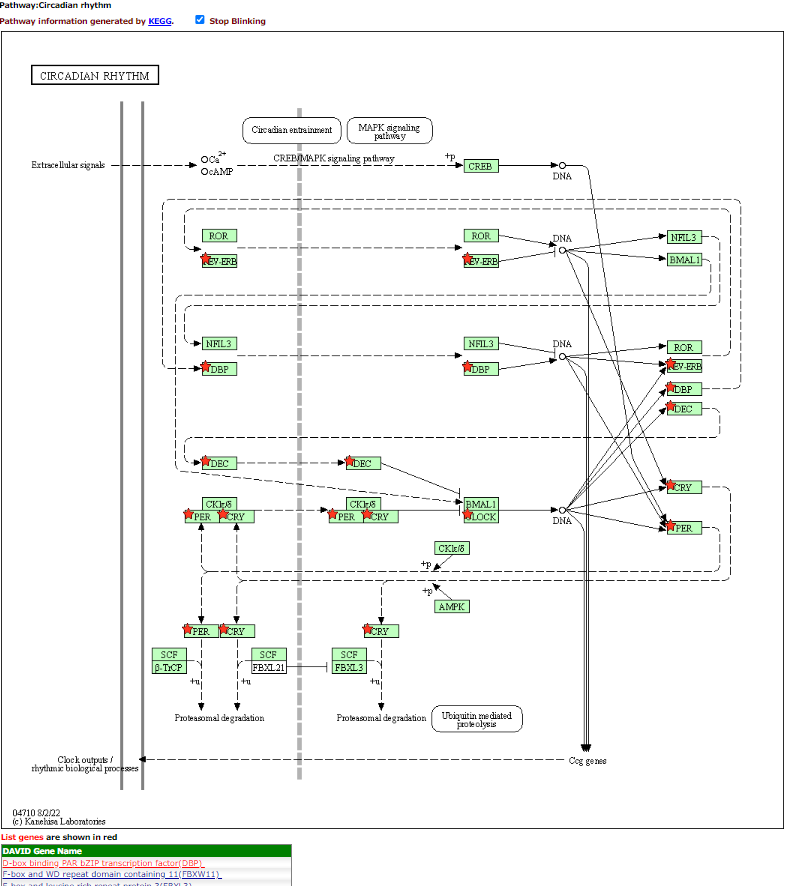 Pathway:Circadian rhythm
Pathway information generated by KEGG. Stop Blinking
CIRCADIAN RHYTHM
Circadian entrainment
MAPK signaling
pathway
Extracellular signals
Ca2+
cAMP
CREB/MAPK signaling pathway
+p
CREB
DNA
ROR
REV-ERB
ROR
REV-ERB
DNA
NFIL3
BMAL1
NFIL3
DBP
NFIL3
DBP
DNA
ROR
REV-ERB
DBP
DEC
DEC
DEC
CRY
CKIε/δ
PER
CRY
CKIε/δ
PER
CRY
BMAL1
CLOCK
DNA
PER
CKIε/δ
+p
+p
AMPK
PER
CRY
CRY
SCF
β-TrCP
SCF
FBXL21
SCF
FBXL3
+u
+u
+u
Proteasomal degradation
Proteasomal degradation
Ubiquitin mediated
proteolysis
Clock outputs /
rhythmic biological processes
Ccg genes
04710 8/2/22
(c) Kanehisa Laboratories
List genes are shown in red
DAVID Gene Name
D-box binding PAR bZIP transcription factor(DBP)
F-box and WD repeat domain containing 11(FBXW11)